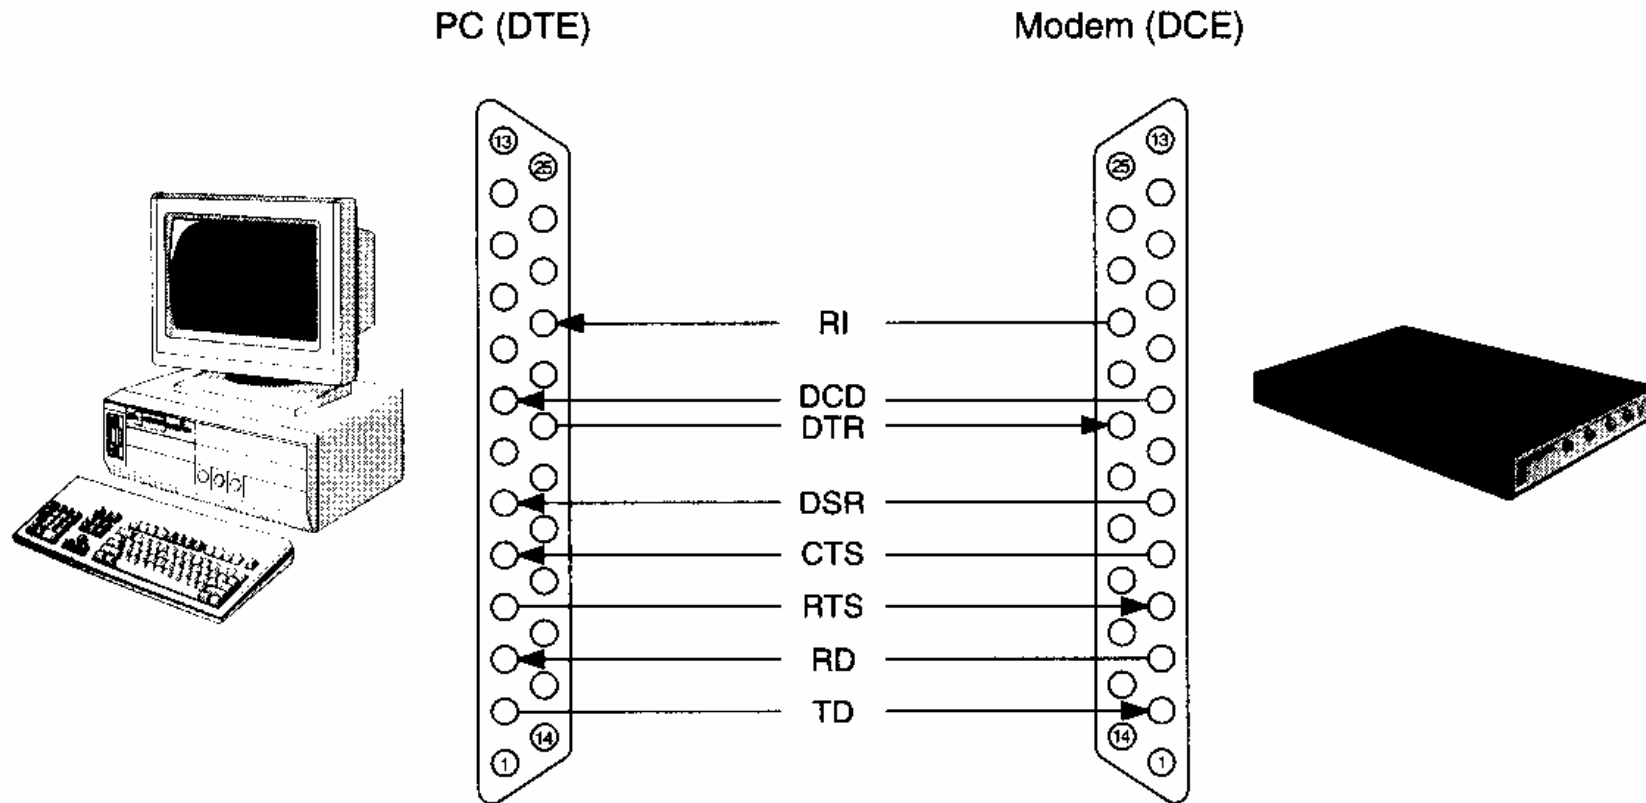 PC (DTE)
Modem (DCE)
13
25
25
13
RI
DCD
DTR
DSR
CTS
RTS
RD
TD
14
1
14
1